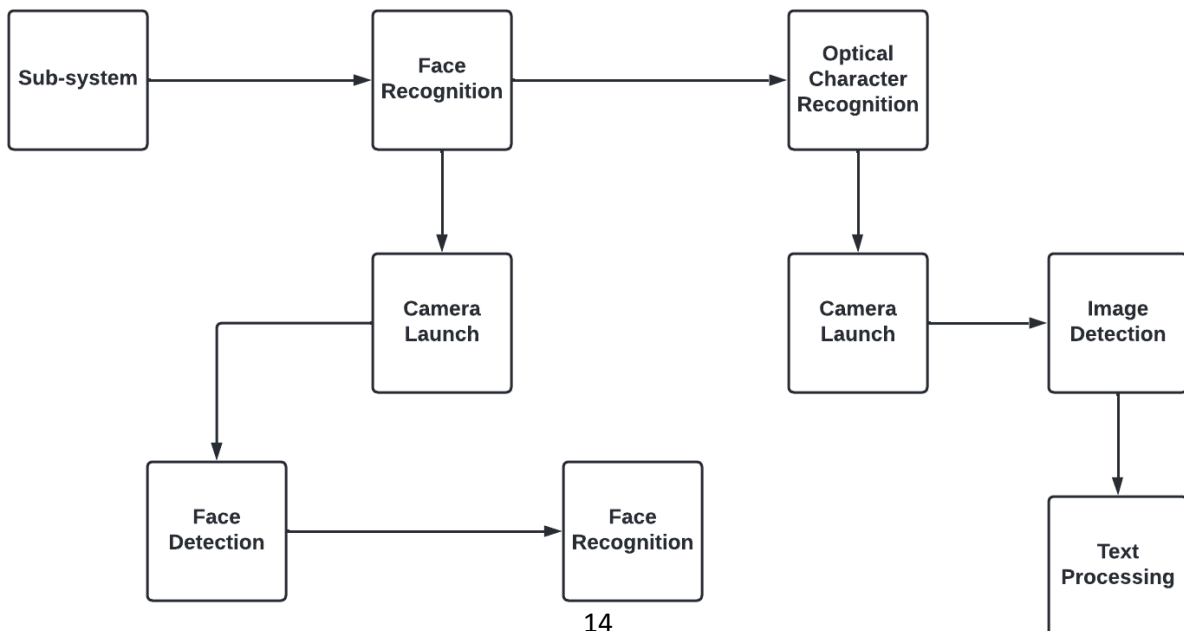 Sub-system
Face
Recognition
Optical
Character
Recognition
Camera
Launch
Camera
Launch
Image
Detection
Face
Detection
Face
Recognition
Text
Processing
14